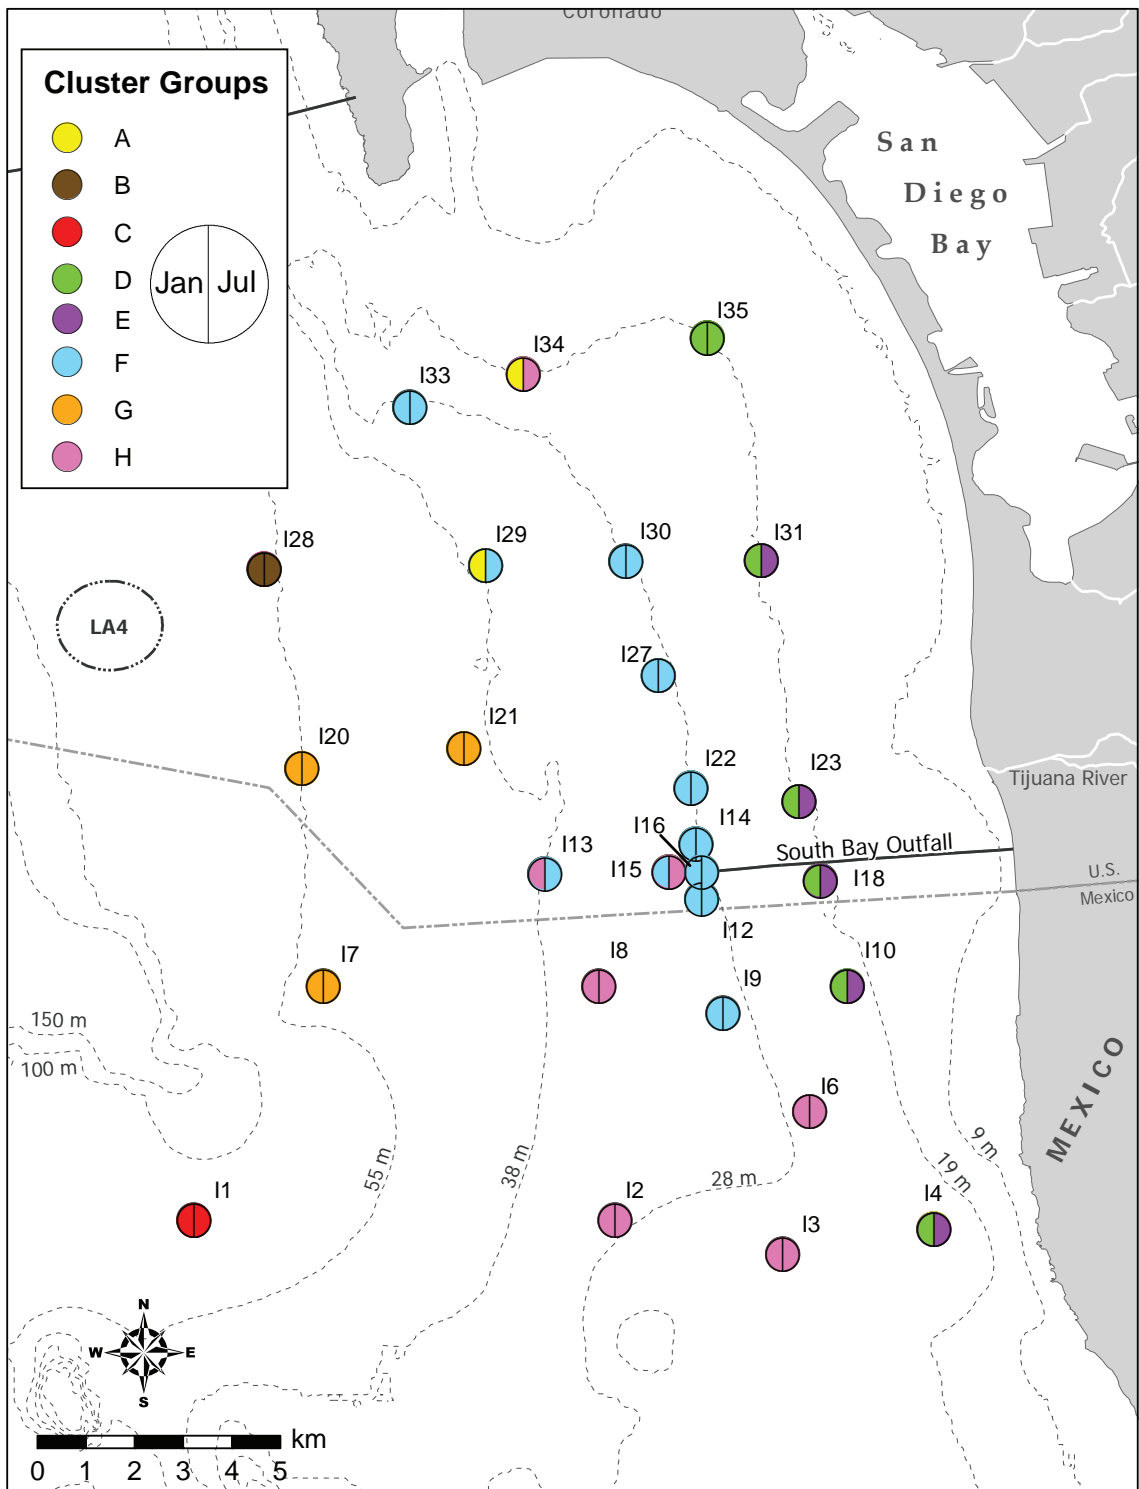 Coronado
Cluster Groups
A
B
C
D
E
F
G
H
Jan Jul
San
Diego
Bay
I35
I34
I33
I28
I29
I30
I31
LA4
I27
I21
I20
I22
I23
Tijuana River
I14
I16
South Bay Outfall
I13
I15
I18
U.S.
Mexico
I12
I7
I8
I10
I9
150 m
100 m
MEXICO
I6
9 m
19 m
55 m
38 m
28 m
I1
I2
I4
I3
N
W E
S
km
0 1 2 3 4 5